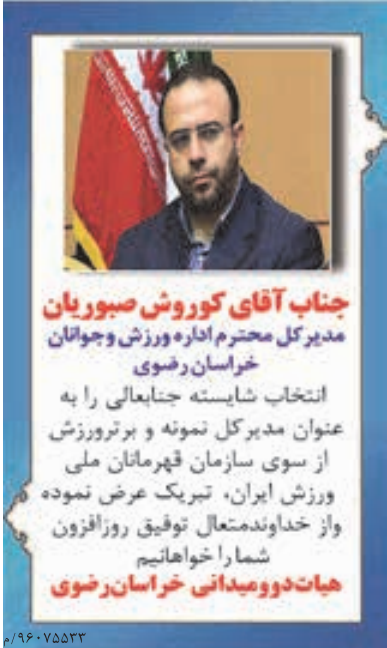 جناب آقای کوروش صبوریان
مدیرکل محترم اداره ورزش وجوانان
خراسان رضوی
انتخاب شایسته جنابعالی را به
عنوان مدیرکل نمونه و برترورزش
از سوی سازمان قهرمانان ملی
ورزش ایران، تبریک عرض نموده
واز خداوندمتعال توفیق روزافزون
شما را خواهانیم
هیات‌دوومیدانی خراسان‌رضوی
۹۶۰۷۵۵۳۳/م